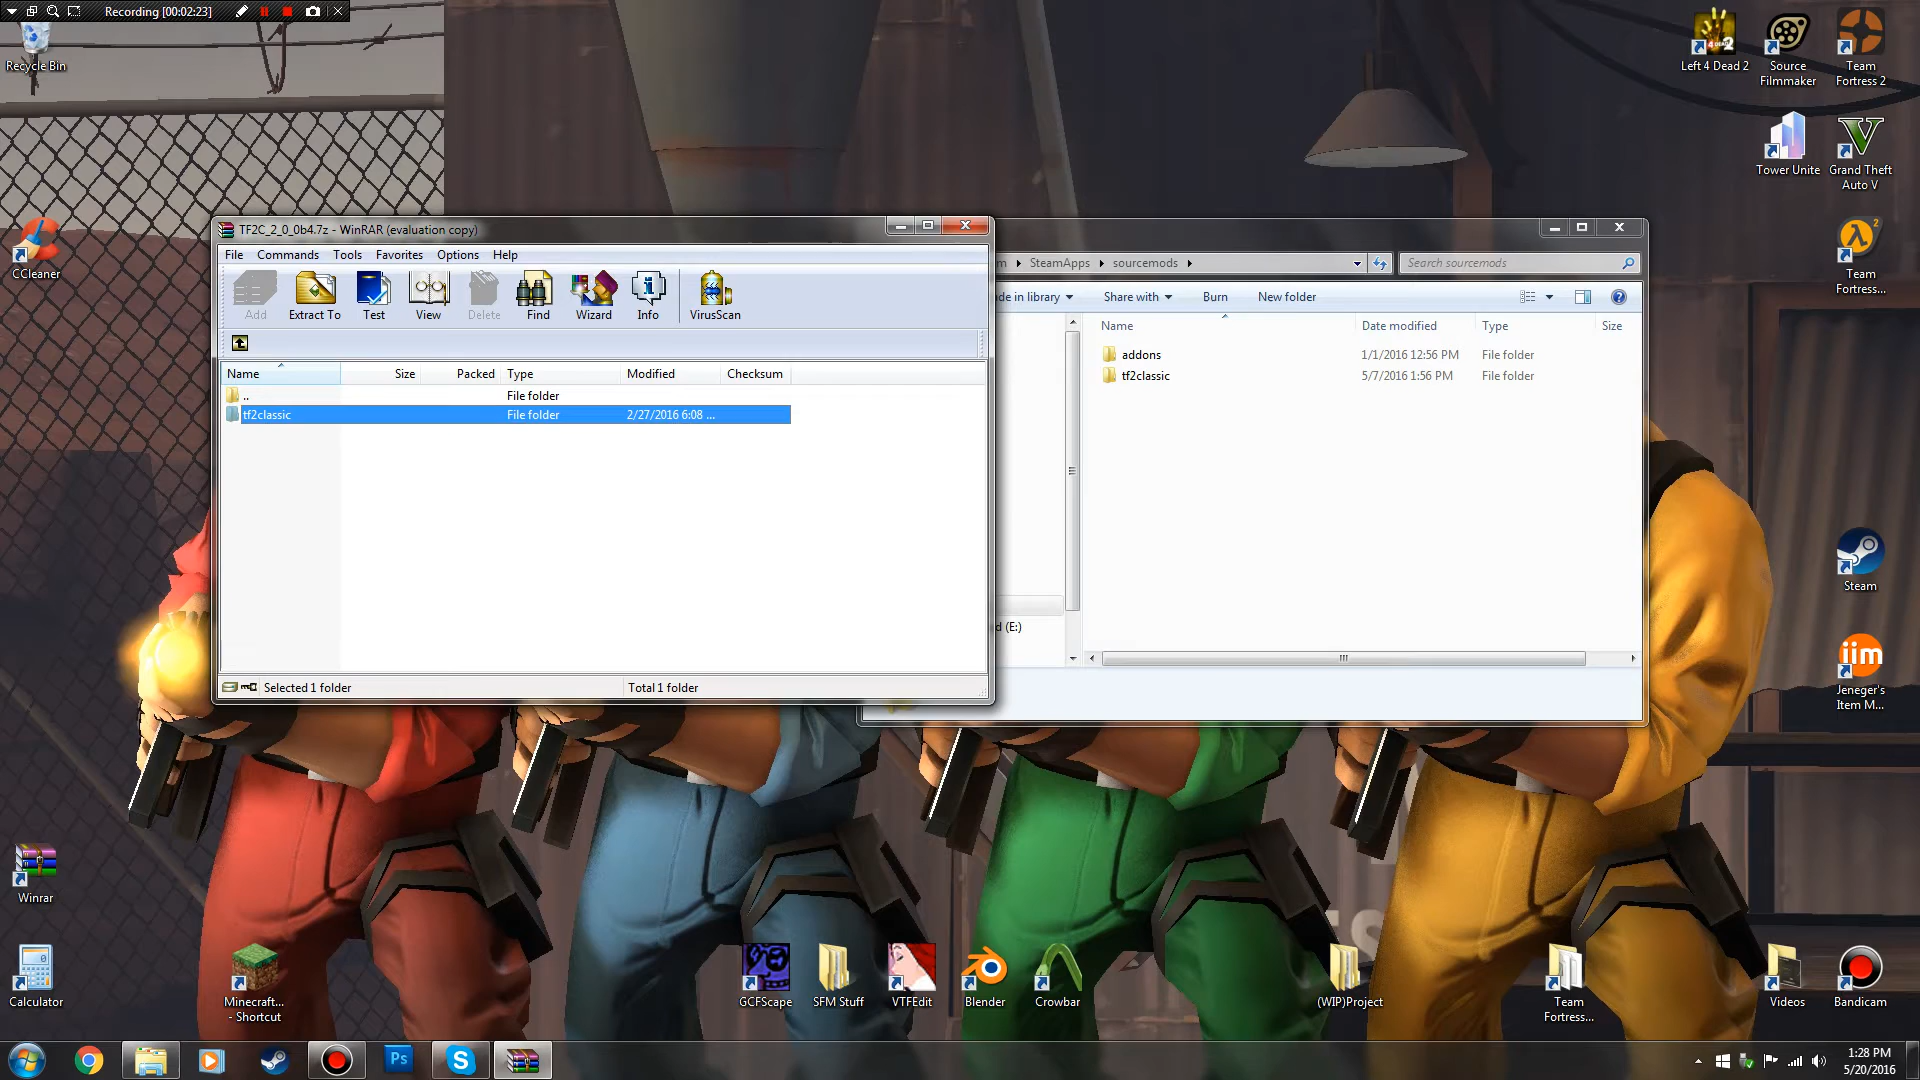 Recording [00:02:23]
Recycle Bin
CCleaner
Winrar
Calculator
Left 4 Dead 2
Source
Filmmaker
Team
Fortress 2
Tower Unite
Grand Theft
Auto V
Team
Fortress...
Steam
iim
Jeneger's
Item M...
TF2C_2_0_0b4.7z - WinRAR (evaluation copy)
File Commands Tools Favorites Options Help
Add Extract To Test View Delete Find Wizard Info VirusScan
Name Size Packed Type Modified Checksum
.. File folder
tf2classic File folder 2/27/2016 6:08 ...
Selected 1 folder Total 1 folder
SteamApps sourcemods Search sourcemods
Share with Burn New folder
Name Date modified Type Size
addons 1/1/2016 12:56 PM File folder
tf2classic 5/7/2016 1:56 PM File folder
d (E:)
Minecraft...
- Shortcut
GCFScape
SFM Stuff
VTFEdit
Blender
Crowbar
(WIP)Project
Team
Fortress...
Videos
Bandicam
Ps
1:28 PM
5/20/2016